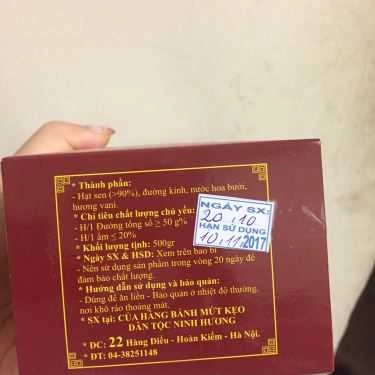 * Thành phần:
- Hạt sen (>90%), đường kính, nước hoa bưởi,
hương vani.
* Chỉ tiêu chất lượng chủ yếu:
- H/1 Đường tổng số ≥ 50 g%
- H/1 ẩm ≤ 20%
* Khối lượng tịnh: 500gr
* Ngày SX & HSD: Xem trên bao bì
- Nên sử dụng sản phẩm trong vòng 20 ngày để
đảm bảo chất lượng.
* Hướng dẫn sử dụng và bảo quản:
- Dùng để ăn liền - Bảo quản ở nhiệt độ thường,
nơi khô ráo thoáng mát.
* SX tại: CỬA HÀNG BÁNH MỨT KẸO
DÂN TỘC NINH HƯƠNG
* ĐC: 22 Hàng Điếu - Hoàn Kiếm - Hà Nội.
* ĐT: 04-38251148
NGÀY SX:
20.10
HẠN SỬ DỤNG
10.11.2017